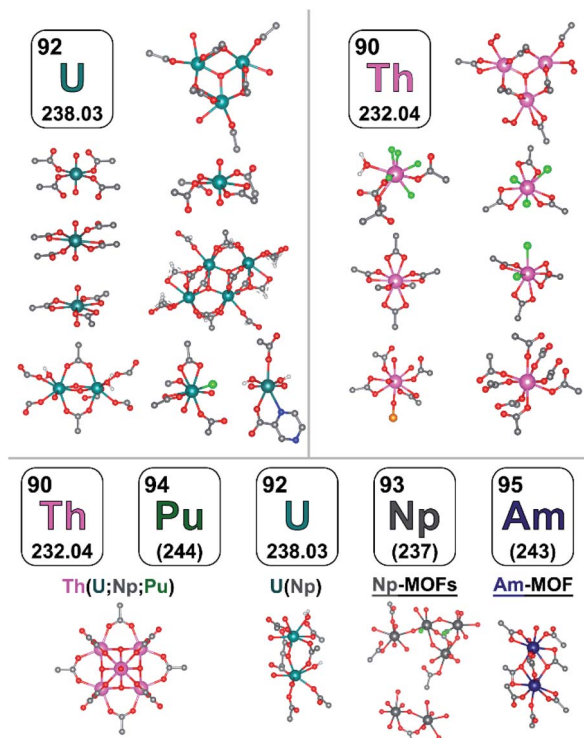 92
U
238.03
90
Th
232.04
90
Th
232.04
94
Pu
(244)
92
U
238.03
93
Np
(237)
95
Am
(243)
Th(U;Np;Pu)
U(Np)
Np-MOFs
Am-MOF